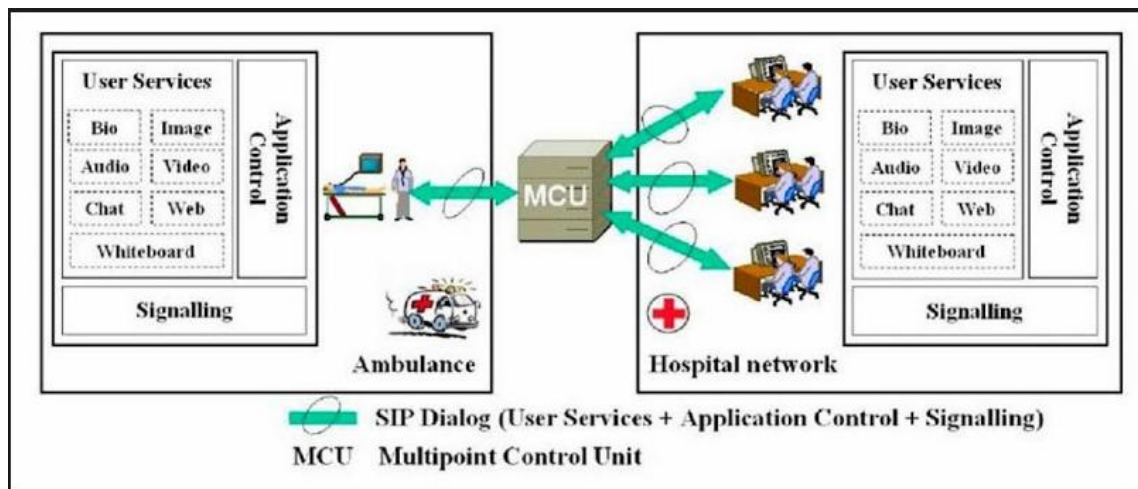 User Services
Bio
Image
Audio
Video
Chat
Web
Whiteboard
Application
Control
Signalling
Ambulance
MCU
Hospital network
User Services
Bio
Image
Audio
Video
Chat
Web
Whiteboard
Application
Control
Signalling
SIP Dialog (User Services + Application Control + Signalling)
MCU Multipoint Control Unit